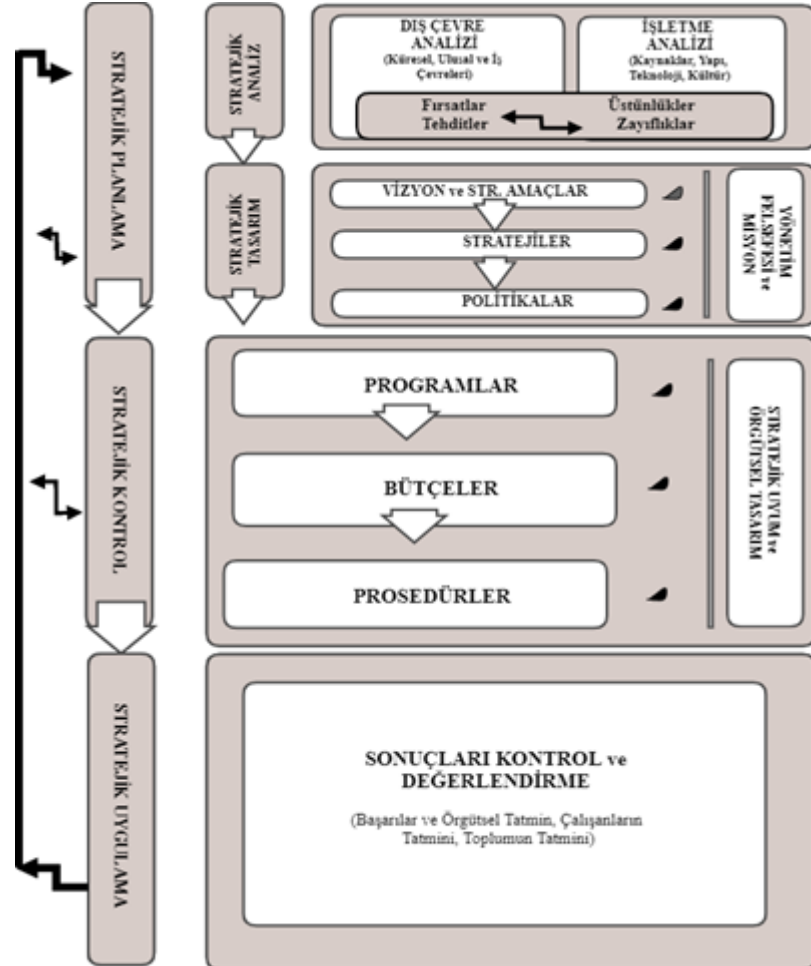 STRATEJİK PLANLAMA
STRATEJİK
ANALİZ
DIŞ ÇEVRE
ANALİZİ
(Küresel, Ulusal ve İş
Çevreleri)
İŞLETME
ANALİZİ
(Kaynaklar, Yapı,
Teknoloji, Kültür)
Fırsatlar
Tehditler
Üstünlükler
Zayıflıklar
STRATEJİK
TASARIM
VİZYON ve STR. AMAÇLAR
STRATEJİLER
POLİTİKALAR
YÖNETİM
FELSEFESİ ve
MİSYON
STRATEJİK KONTROL
PROGRAMLAR
BÜTÇELER
PROSEDÜRLER
STRATEJİK UYUM ve
ÖRGÜTSEL TASARIM
STRATEJİK UYGULAMA
SONUÇLARI KONTROL ve
DEĞERLENDİRME
(Başarılar ve Örgütsel Tatmin, Çalışanların
Tatmini, Toplumun Tatmini)